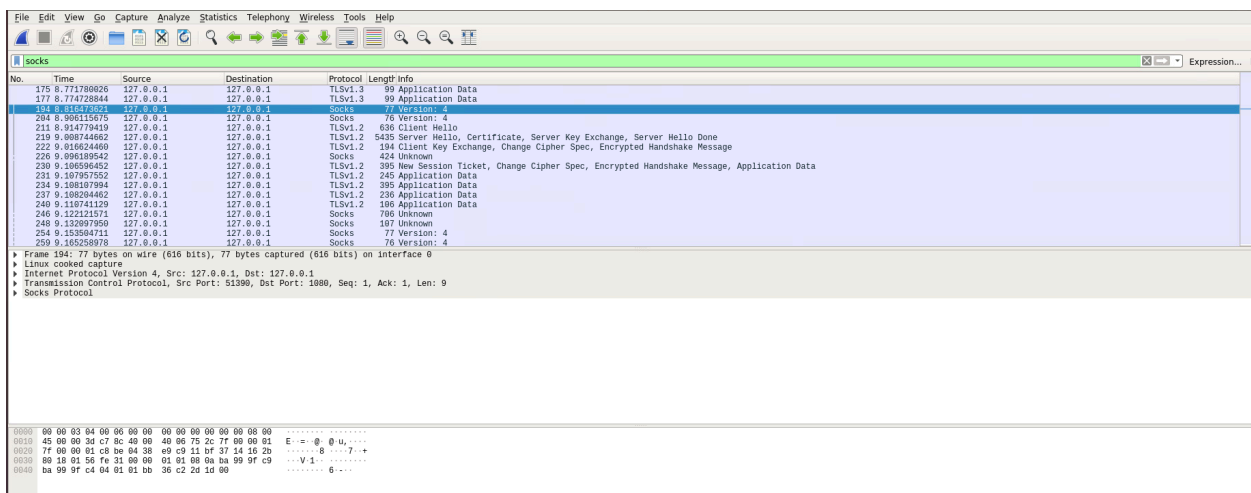 File Edit View Go Capture Analyze Statistics Telephony Wireless Tools Help
socks
Expression...
No. Time Source Destination Protocol Length Info
175 8.771780026 127.0.0.1 127.0.0.1 TLSv1.3 99 Application Data
177 8.774728844 127.0.0.1 127.0.0.1 TLSv1.3 99 Application Data
194 8.816473621 127.0.0.1 127.0.0.1 Socks 77 Version: 4
204 8.906115675 127.0.0.1 127.0.0.1 Socks 76 Version: 4
211 8.914779419 127.0.0.1 127.0.0.1 TLSv1.2 636 Client Hello
219 9.008744662 127.0.0.1 127.0.0.1 TLSv1.2 5435 Server Hello, Certificate, Server Key Exchange, Server Hello Done
222 9.016624460 127.0.0.1 127.0.0.1 TLSv1.2 194 Client Key Exchange, Change Cipher Spec, Encrypted Handshake Message
226 9.096189542 127.0.0.1 127.0.0.1 Socks 424 Unknown
230 9.106596452 127.0.0.1 127.0.0.1 TLSv1.2 395 New Session Ticket, Change Cipher Spec, Encrypted Handshake Message, Application Data
231 9.107957552 127.0.0.1 127.0.0.1 TLSv1.2 245 Application Data
234 9.108107994 127.0.0.1 127.0.0.1 TLSv1.2 395 Application Data
237 9.108204462 127.0.0.1 127.0.0.1 TLSv1.2 236 Application Data
240 9.110741129 127.0.0.1 127.0.0.1 TLSv1.2 106 Application Data
246 9.122121571 127.0.0.1 127.0.0.1 Socks 706 Unknown
248 9.132097950 127.0.0.1 127.0.0.1 Socks 107 Unknown
254 9.153504711 127.0.0.1 127.0.0.1 Socks 77 Version: 4
259 9.165258978 127.0.0.1 127.0.0.1 Socks 76 Version: 4
Frame 194: 77 bytes on wire (616 bits), 77 bytes captured (616 bits) on interface 0
Linux cooked capture
Internet Protocol Version 4, Src: 127.0.0.1, Dst: 127.0.0.1
Transmission Control Protocol, Src Port: 51390, Dst Port: 1080, Seq: 1, Ack: 1, Len: 9
Socks Protocol
0000 00 00 03 04 00 06 00 00 00 00 00 00 00 00 08 00 ········ ········
0010 45 00 00 3d c7 8c 40 00 40 06 75 2c 7f 00 00 01 E··=··@· @·u,····
0020 7f 00 00 01 c8 be 04 38 e9 c9 11 bf 37 14 16 2b ·······8 ····7··+
0030 80 18 01 56 fe 31 00 00 01 01 08 0a ba 99 9f c9 ···V·1·· ········
0040 ba 99 9f c4 04 01 01 bb 36 c2 2d 1d 00 ········ 6·-··